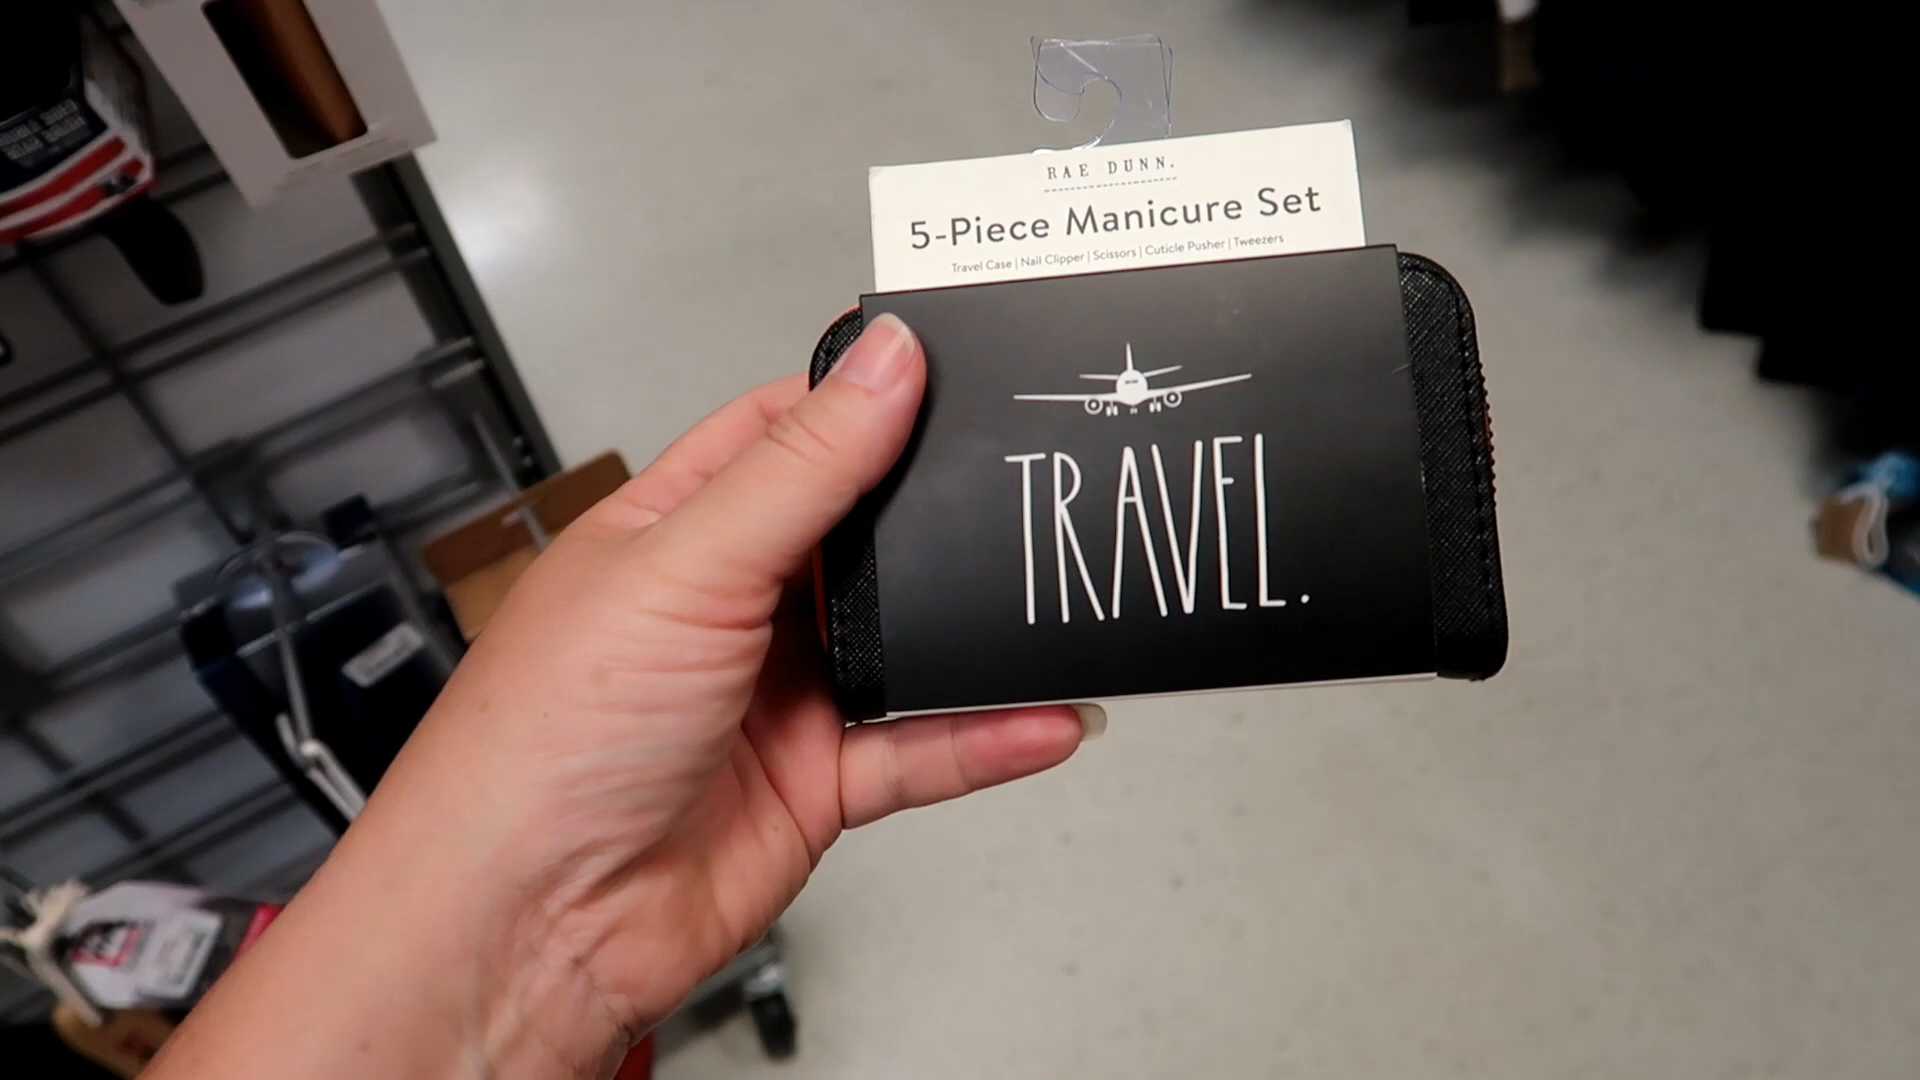 RAE DUNN.
5-Piece Manicure Set
Travel Case | Nail Clipper | Scissors | Cuticle Pusher | Tweezers
TRAVEL.